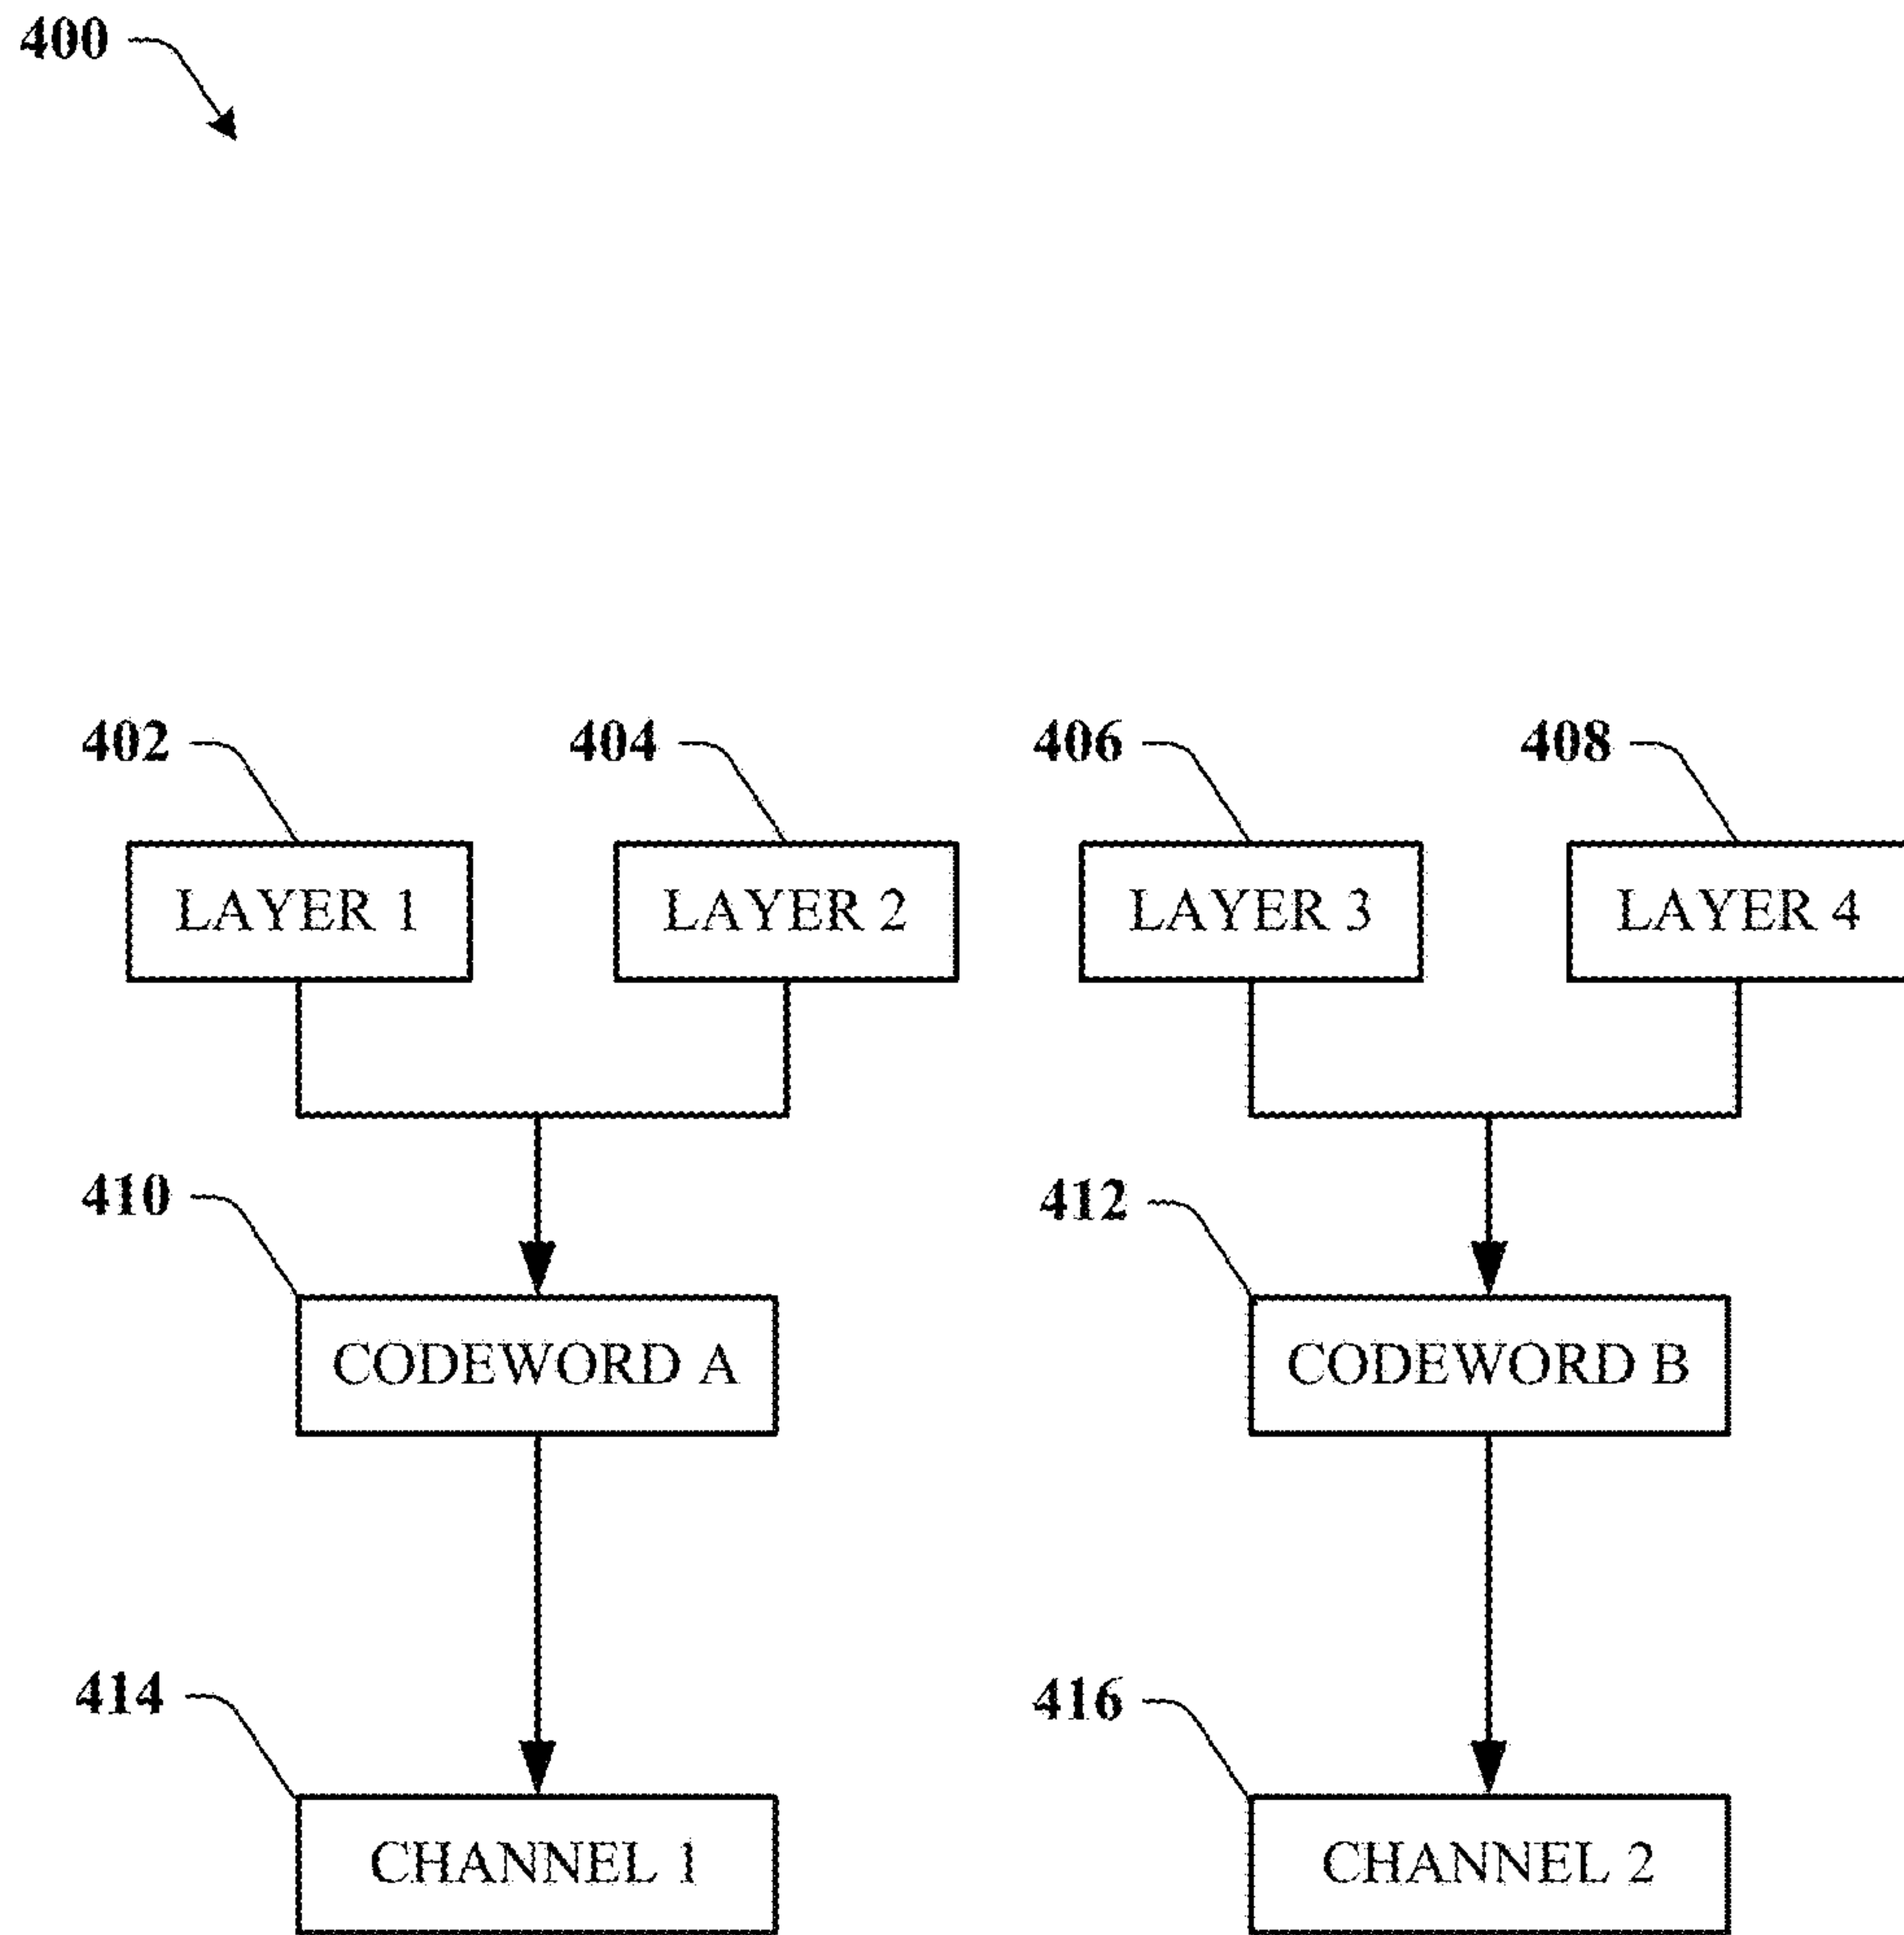 400
402 404 406 408
LAYER 1 LAYER 2 LAYER 3 LAYER 4
410 412
CODEWORD A CODEWORD B
414 416
CHANNEL 1 CHANNEL 2